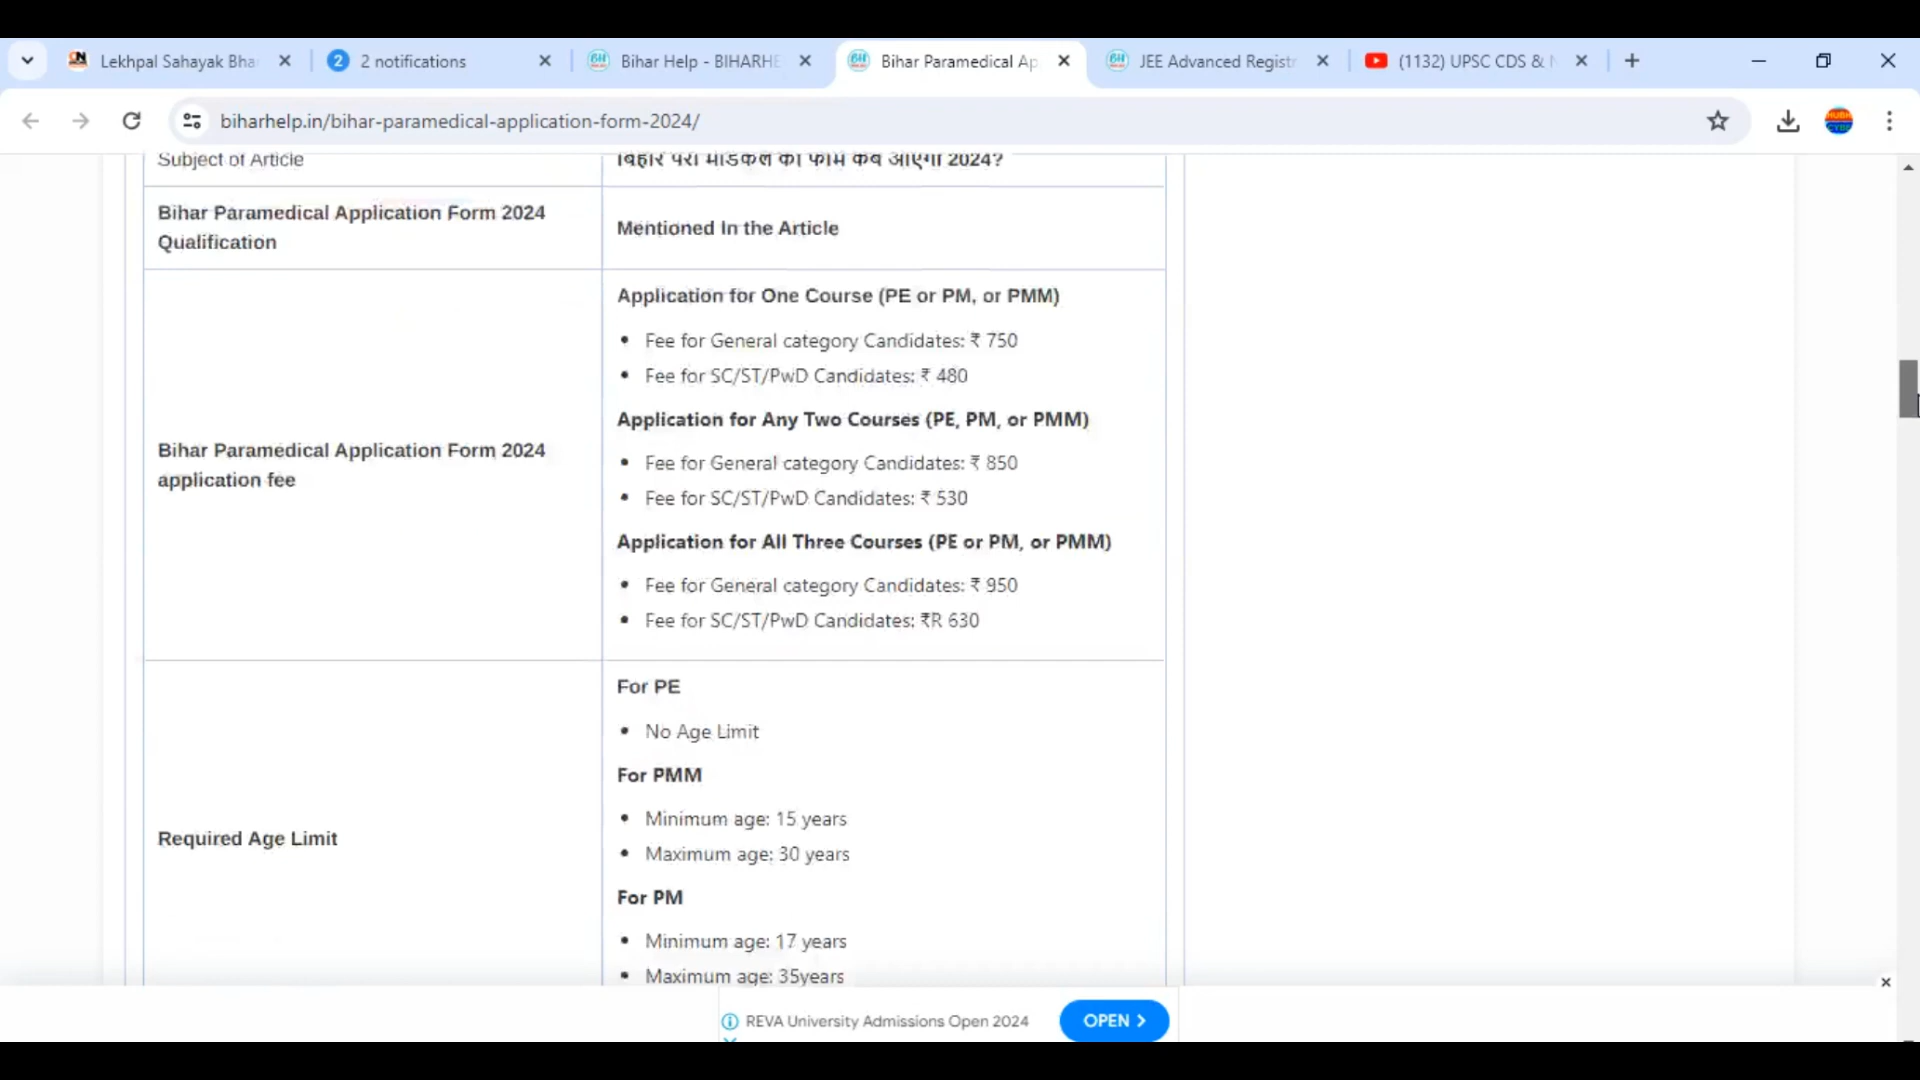 Lekhpal Sahayak Bha
2 2 notifications
Bihar Help - BIHARHE
Bihar Paramedical Ap
JEE Advanced Registr
(1132) UPSC CDS & N
biharhelp.in/bihar-paramedical-application-form-2024/
Subject of Article
बिहार पैरा मेडिकल का फॉर्म कब आएगा 2024?
Bihar Paramedical Application Form 2024
Qualification
Mentioned In the Article
Application for One Course (PE or PM, or PMM)
• Fee for General category Candidates: ₹ 750
• Fee for SC/ST/PwD Candidates: ₹ 480
Application for Any Two Courses (PE, PM, or PMM)
• Fee for General category Candidates: ₹ 850
Bihar Paramedical Application Form 2024
application fee
• Fee for SC/ST/PwD Candidates: ₹ 530
Application for All Three Courses (PE or PM, or PMM)
• Fee for General category Candidates: ₹ 950
• Fee for SC/ST/PwD Candidates: ₹R 630
For PE
• No Age Limit
For PMM
• Minimum age: 15 years
Required Age Limit
• Maximum age: 30 years
For PM
• Minimum age: 17 years
• Maximum age: 35years
REVA University Admissions Open 2024
OPEN